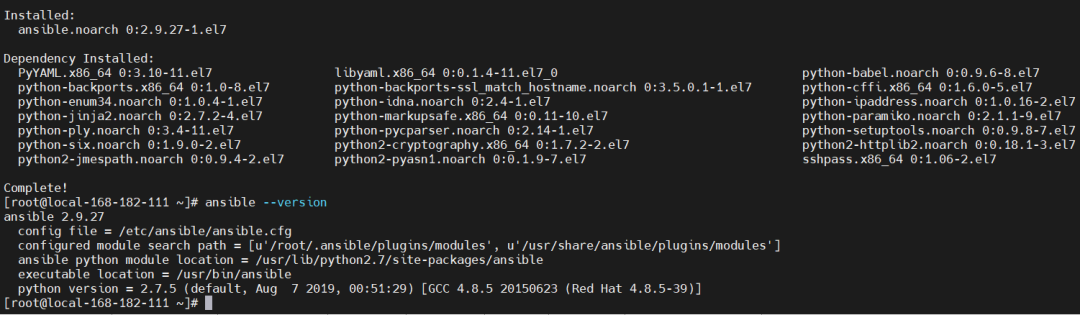 Installed:
  ansible.noarch 0:2.9.27-1.el7
Dependency Installed:
  PyYAML.x86_64 0:3.10-11.el7 libyaml.x86_64 0:0.1.4-11.el7_0 python-babel.noarch 0:0.9.6-8.el7
  python-backports.x86_64 0:1.0-8.el7 python-backports-ssl_match_hostname.noarch 0:3.5.0.1-1.el7 python-cffi.x86_64 0:1.6.0-5.el7
  python-enum34.noarch 0:1.0.4-1.el7 python-idna.noarch 0:2.4-1.el7 python-ipaddress.noarch 0:1.0.16-2.el7
  python-jinja2.noarch 0:2.7.2-4.el7 python-markupsafe.x86_64 0:0.11-10.el7 python-paramiko.noarch 0:2.1.1-9.el7
  python-ply.noarch 0:3.4-11.el7 python-pycparser.noarch 0:2.14-1.el7 python-setuptools.noarch 0:0.9.8-7.el7
  python-six.noarch 0:1.9.0-2.el7 python2-cryptography.x86_64 0:1.7.2-2.el7 python2-httplib2.noarch 0:0.18.1-3.el7
  python2-jmespath.noarch 0:0.9.4-2.el7 python2-pyasn1.noarch 0:0.1.9-7.el7 sshpass.x86_64 0:1.06-2.el7
Complete!
[root@local-168-182-111 ~]# ansible --version
ansible 2.9.27
  config file = /etc/ansible/ansible.cfg
  configured module search path = [u'/root/.ansible/plugins/modules', u'/usr/share/ansible/plugins/modules']
  ansible python module location = /usr/lib/python2.7/site-packages/ansible
  executable location = /usr/bin/ansible
  python version = 2.7.5 (default, Aug  7 2019, 00:51:29) [GCC 4.8.5 20150623 (Red Hat 4.8.5-39)]
[root@local-168-182-111 ~]#